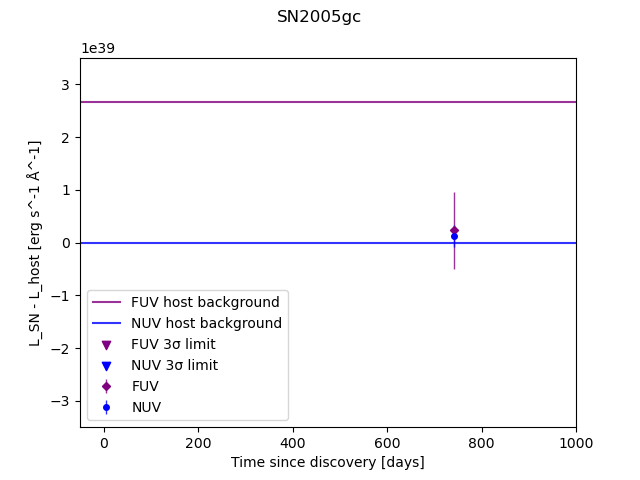 SN2005gc
1e39
L_SN - L_host [erg s^-1 Å^-1]
3
2
1
0
−1
−2
−3
FUV host background
NUV host background
FUV 3σ limit
NUV 3σ limit
FUV
NUV
0 200 400 600 800 1000
Time since discovery [days]